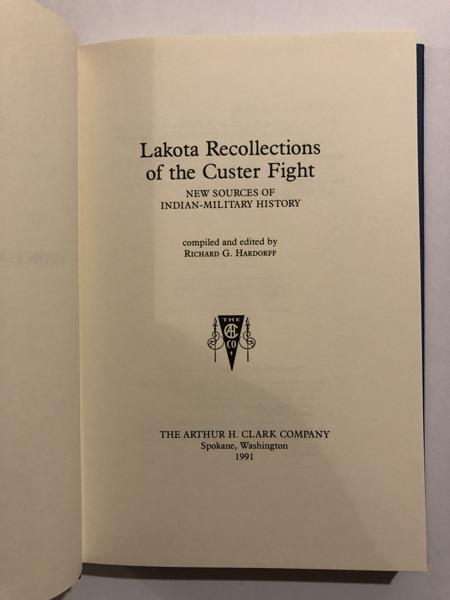 Lakota Recollections
of the Custer Fight
NEW SOURCES OF
INDIAN-MILITARY HISTORY
compiled and edited by
RICHARD G. HARDORFF
THE
AHC
CO
THE ARTHUR H. CLARK COMPANY
Spokane, Washington
1991